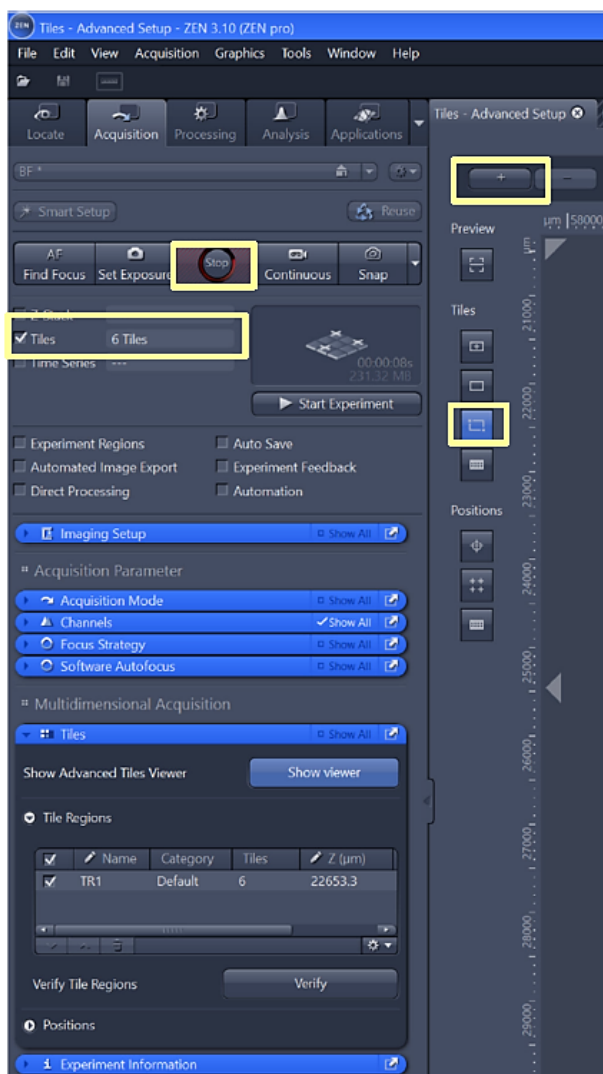 ZEN Tiles - Advanced Setup - ZEN 3.10 (ZEN pro)
File Edit View Acquisition Graphics Tools Window Help
Locate Acquisition Processing Analysis Applications
Tiles - Advanced Setup
BF *
+ −
Smart Setup Reuse
Preview
µm 58000
AF
Find Focus Set Exposure Stop Continuous Snap
Z-Stack
Tiles 6 Tiles
Time Series ---
00:00:08s
231.32 MB
Start Experiment
Experiment Regions Auto Save
Automated Image Export Experiment Feedback
Direct Processing Automation
Tiles
Positions
µm
21000
22000
23000
24000
25000
26000
27000
28000
29000
Imaging Setup Show All
Acquisition Parameter
Acquisition Mode Show All
Channels Show All
Focus Strategy Show All
Software Autofocus Show All
Multidimensional Acquisition
Tiles Show All
Show Advanced Tiles Viewer Show viewer
Tile Regions
Name Category Tiles Z (µm)
TR1 Default 6 22653.3
Verify Tile Regions Verify
Positions
Experiment Information